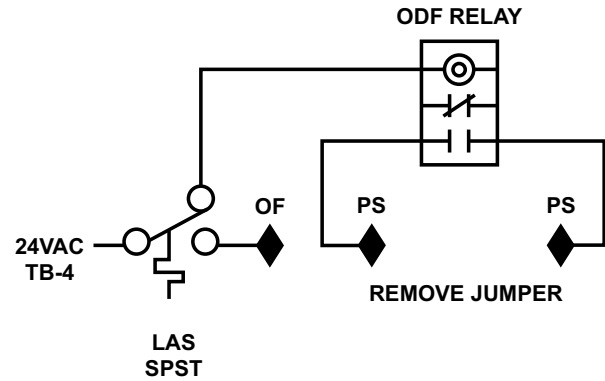 ODF RELAY
OF
PS
PS
24VAC
TB-4
REMOVE JUMPER
LAS
SPST